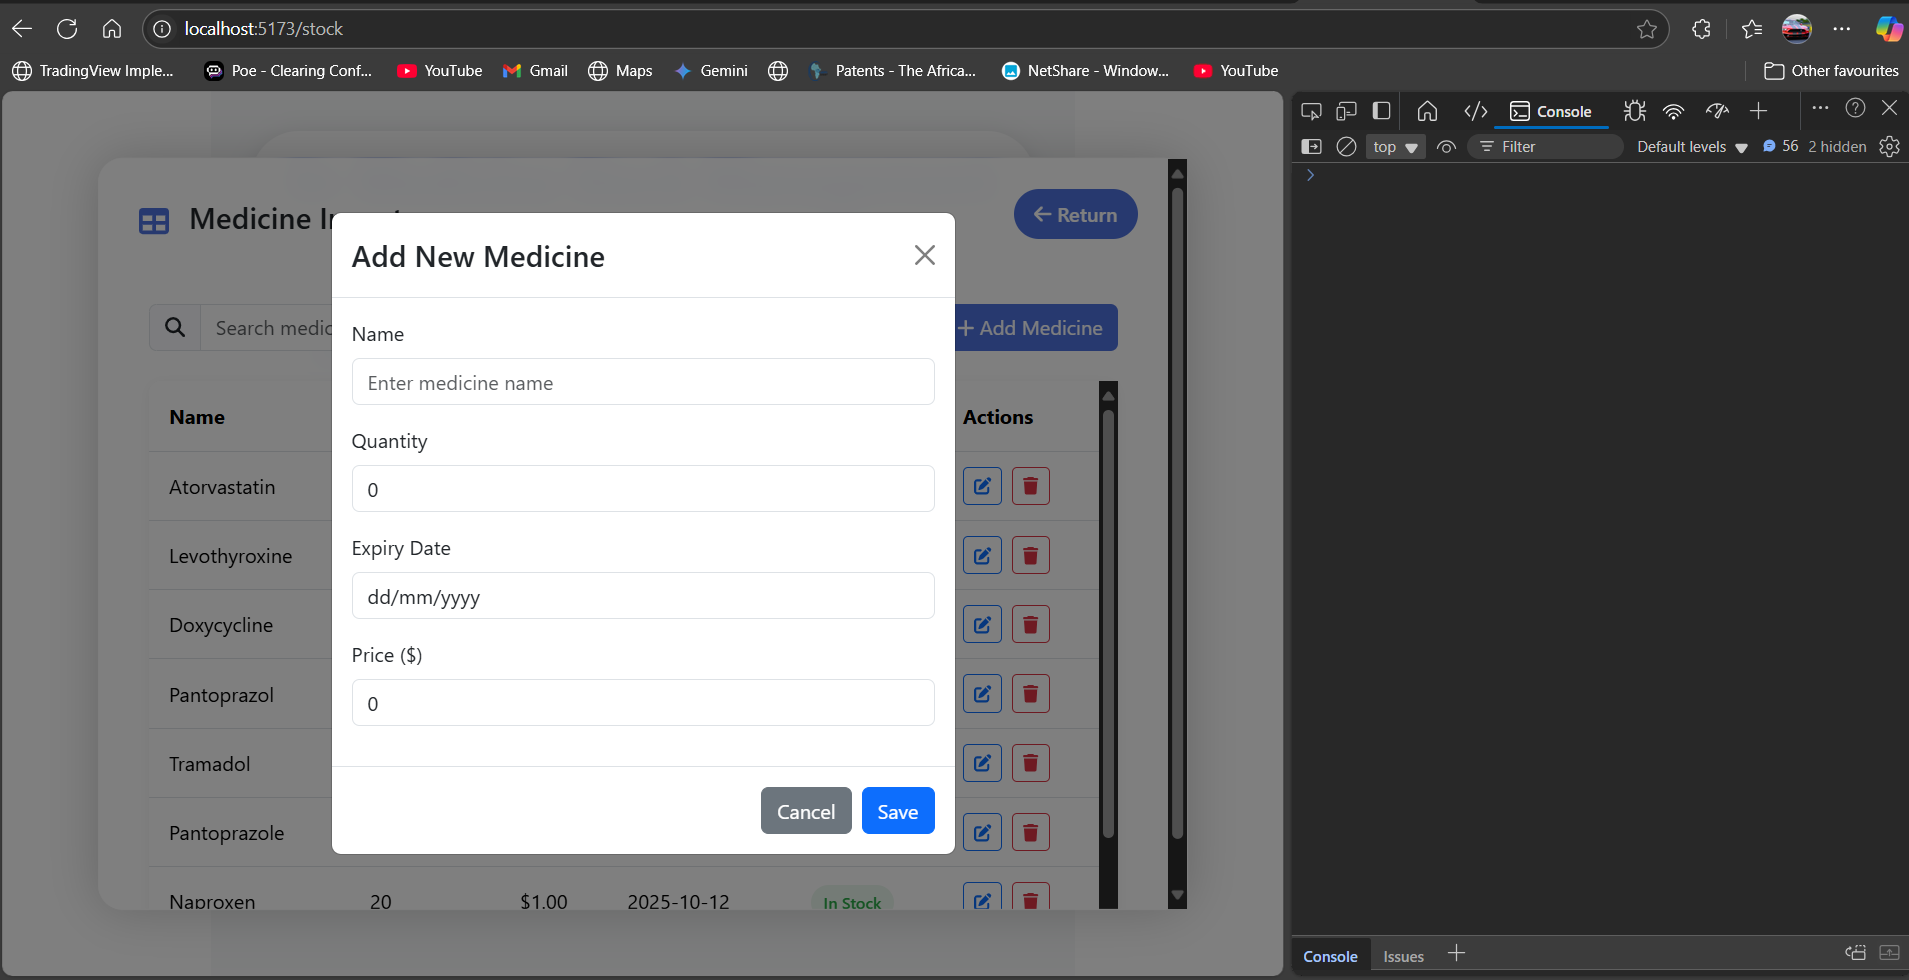 localhost:5173/stock
TradingView Imple...
Poe - Clearing Conf...
YouTube
Gmail
Maps
Gemini
Patents - The Africa...
NetShare - Window...
YouTube
Other favourites
Medicine
Return
Search
Add Medicine
Name
Actions
Atorvastatin
Levothyroxine
Doxycycline
Pantoprazol
Tramadol
Pantoprazole
Naproxen 20 $1.00 2025-10-12 In Stock
Add New Medicine
Name
Enter medicine name
Quantity
0
Expiry Date
dd/mm/yyyy
Price ($)
0
Cancel Save
Console
top
Filter
Default levels
56
2 hidden
Console
Issues